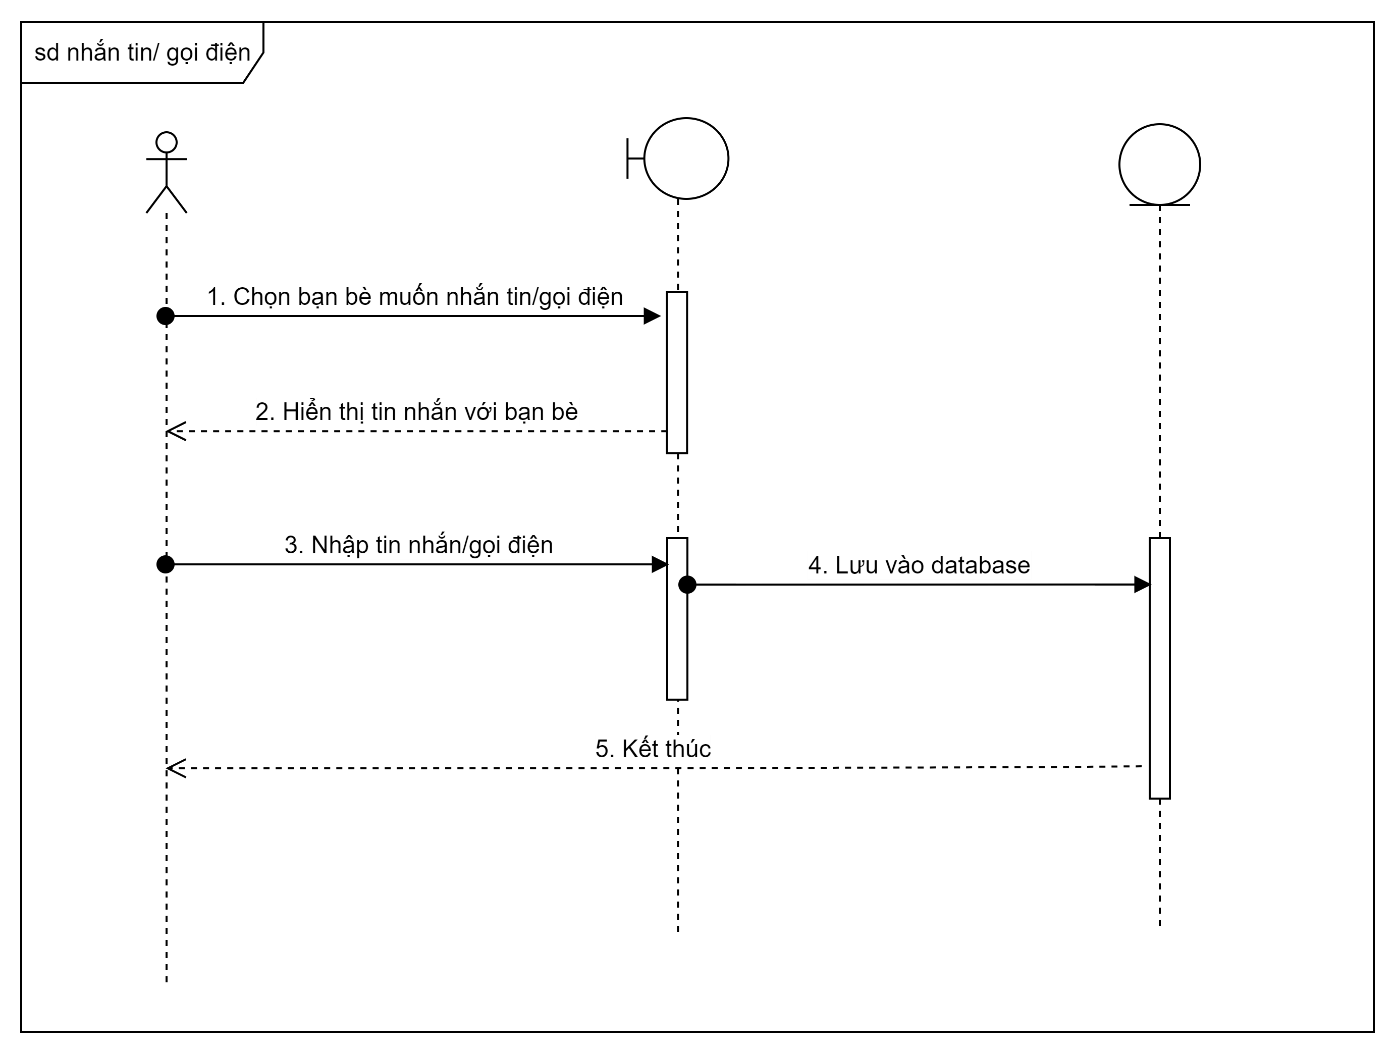 sd nhắn tin/ gọi điện
1. Chọn bạn bè muốn nhắn tin/gọi điện
2. Hiển thị tin nhắn với bạn bè
3. Nhập tin nhắn/gọi điện
4. Lưu vào database
5. Kết thúc